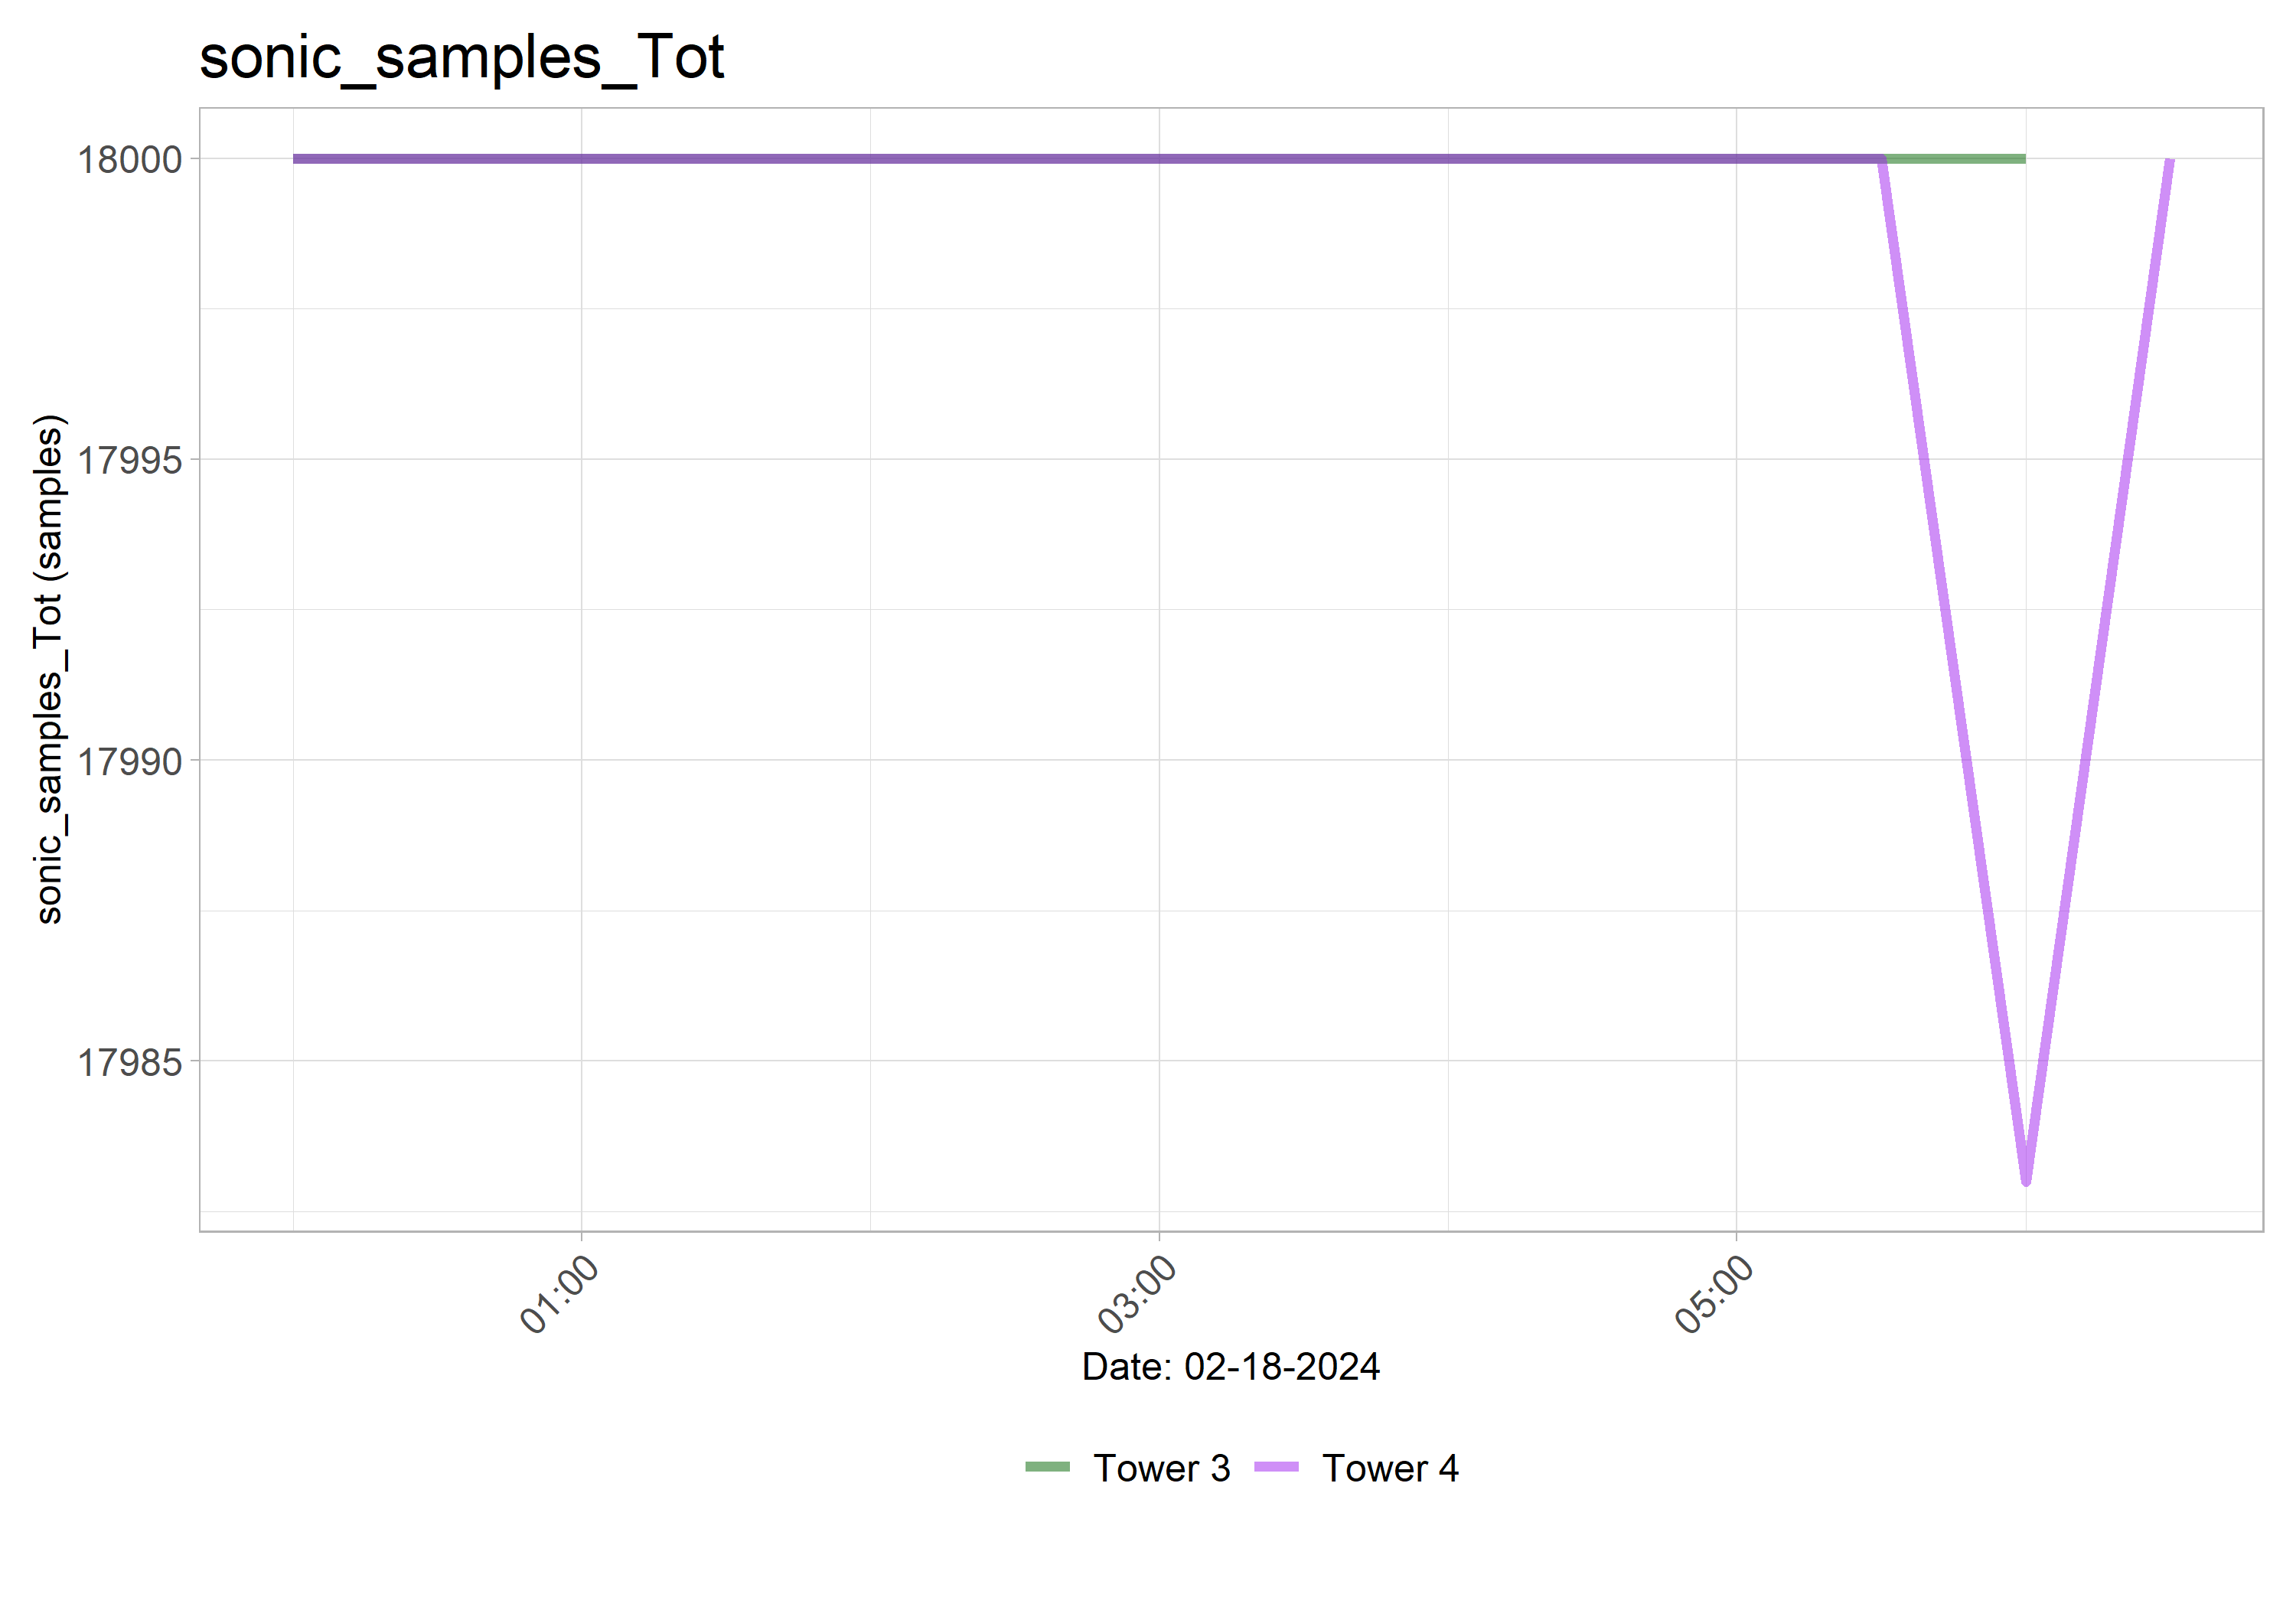 sonic_samples_Tot
sonic_samples_Tot (samples)
18000
17995
17990
17985
01:00
03:00
05:00
Date: 02-18-2024
Tower 3
Tower 4